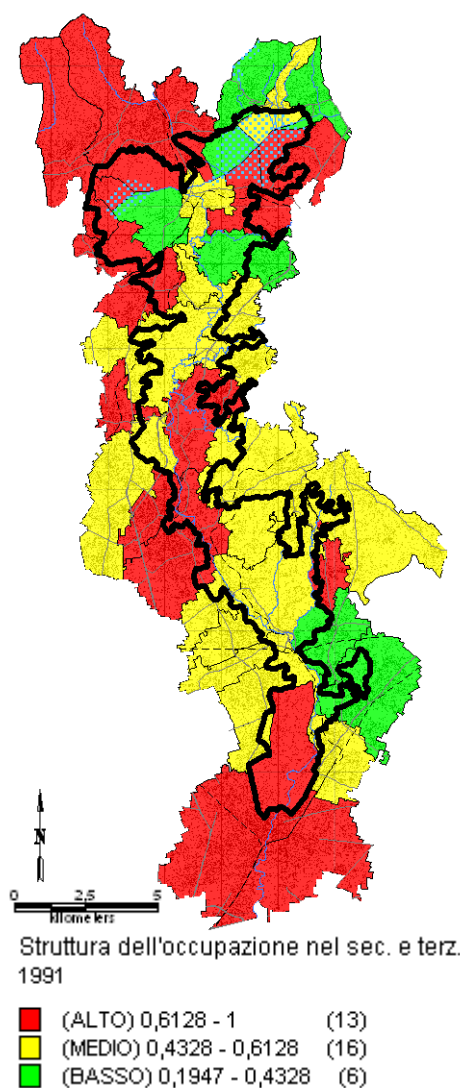 N
0 2,5 5
kilometers
Struttura dell'occupazione nel sec. e terz.
1991
(ALTO) 0,6128 - 1 (13)
(MEDIO) 0,4328 - 0,6128 (16)
(BASSO) 0,1947 - 0,4328 (6)